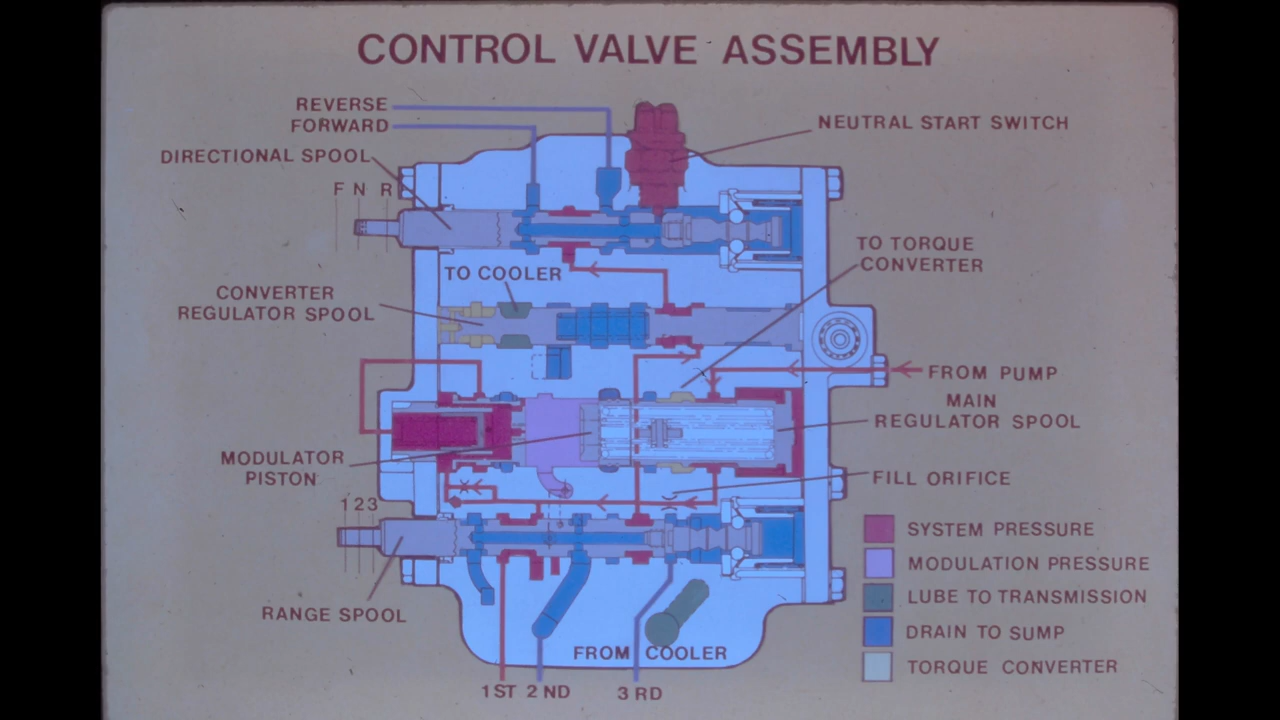 CONTROL VALVE ASSEMBLY
REVERSE
FORWARD
NEUTRAL START SWITCH
DIRECTIONAL SPOOL
F N R
TO TORQUE
CONVERTER
TO COOLER
CONVERTER
REGULATOR SPOOL
FROM PUMP
MAIN
REGULATOR SPOOL
MODULATOR
PISTON
FILL ORIFICE
1 2 3
SYSTEM PRESSURE
MODULATION PRESSURE
LUBE TO TRANSMISSION
DRAIN TO SUMP
TORQUE CONVERTER
RANGE SPOOL
FROM COOLER
1ST 2 ND 3 RD